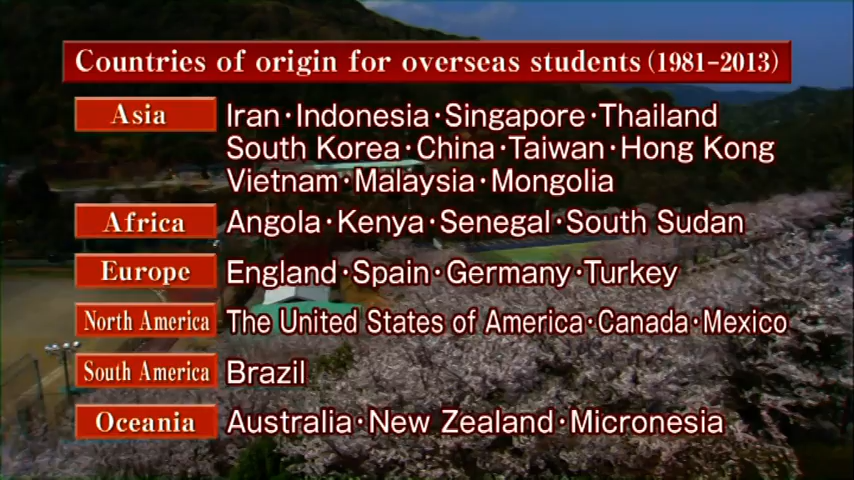 Countries of origin for overseas students (1981-2013)
Asia
Iran・Indonesia・Singapore・Thailand
South Korea・China・Taiwan・Hong Kong
Vietnam・Malaysia・Mongolia
Africa
Angola・Kenya・Senegal・South Sudan
Europe
England・Spain・Germany・Turkey
North America
The United States of America・Canada・Mexico
South America
Brazil
Oceania
Australia・New Zealand・Micronesia